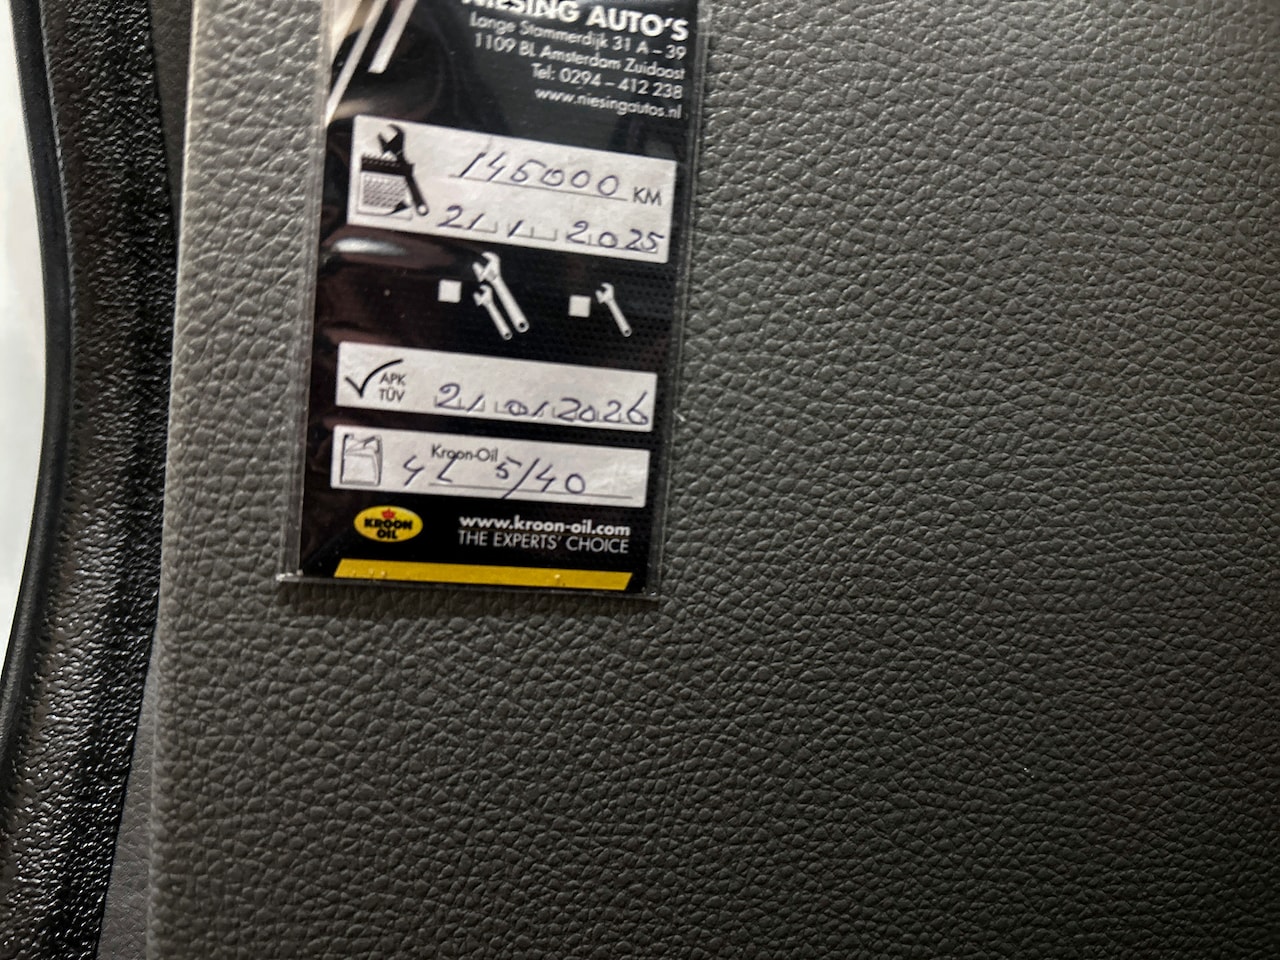 NIESING AUTO'S
Lange Stammerdijk 31 A – 39
1109 BL Amsterdam Zuidoost
Tel: 0294 – 412 238
www.niesingautos.nl
145000 KM
21 1 2025
APK
TÜV
21 01 2026
Kroon-Oil
4 L 5/40
KROON
OIL
www.kroon-oil.com
THE EXPERTS' CHOICE